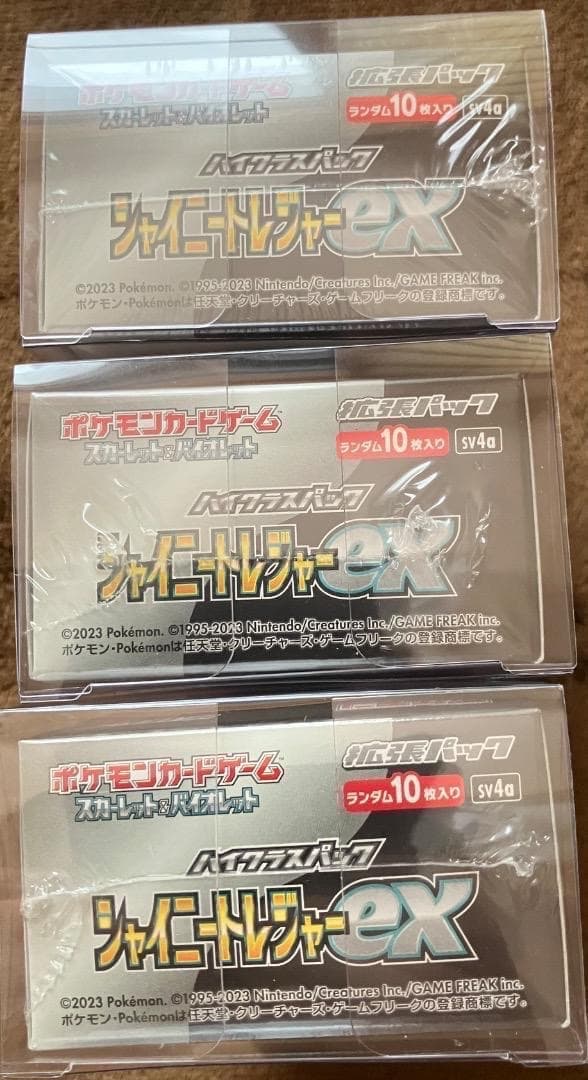 ポケモンカードゲーム
スカーレット&バイオレット
拡張パック
ランダム10枚入り sv4a
ハイクラスパック
シャイニートレジャーex
©2023 Pokémon. ©1995-2023 Nintendo/Creatures Inc./GAME FREAK inc.
ポケモン・Pokémonは任天堂・クリーチャーズ・ゲームフリークの登録商標です。
ポケモンカードゲーム™
スカーレット&バイオレット
拡張パック
ランダム10枚入り sv4a
ハイクラスパック
シャイニートレジャーex
©2023 Pokémon. ©1995-2023 Nintendo/Creatures Inc./GAME FREAK inc.
ポケモン・Pokémonは任天堂・クリーチャーズ・ゲームフリークの登録商標です。
ポケモンカードゲーム™
スカーレット&バイオレット
拡張パック
ランダム10枚入り sv4a
ハイクラスパック
シャイニートレジャーex
©2023 Pokémon. ©1995-2023 Nintendo/Creatures Inc./GAME FREAK inc.
ポケモン・Pokémonは任天堂・クリーチャーズ・ゲームフリークの登録商標です。